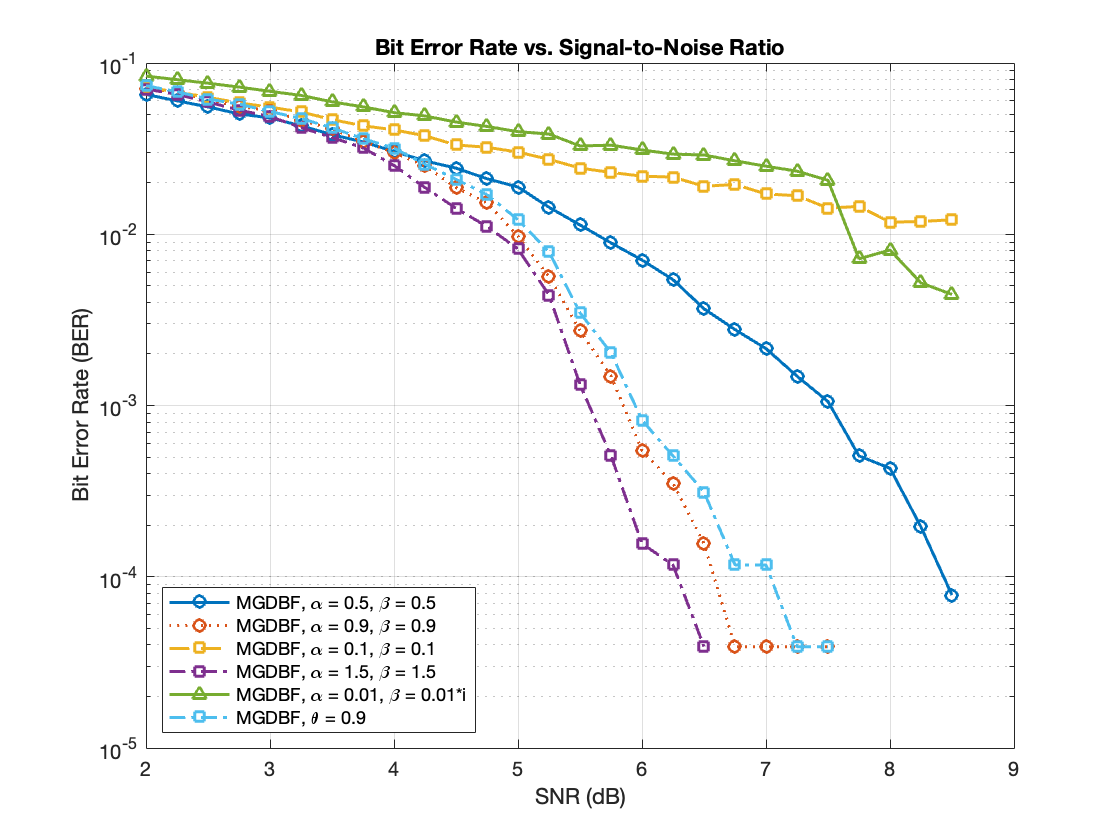 Bit Error Rate vs. Signal-to-Noise Ratio
10⁻¹
10⁻²
10⁻³
10⁻⁴
10⁻⁵
Bit Error Rate (BER)
MGDBF, α = 0.5, β = 0.5
MGDBF, α = 0.9, β = 0.9
MGDBF, α = 0.1, β = 0.1
MGDBF, α = 1.5, β = 1.5
MGDBF, α = 0.01, β = 0.01*i
MGDBF, θ = 0.9
2 3 4 5 6 7 8 9
SNR (dB)